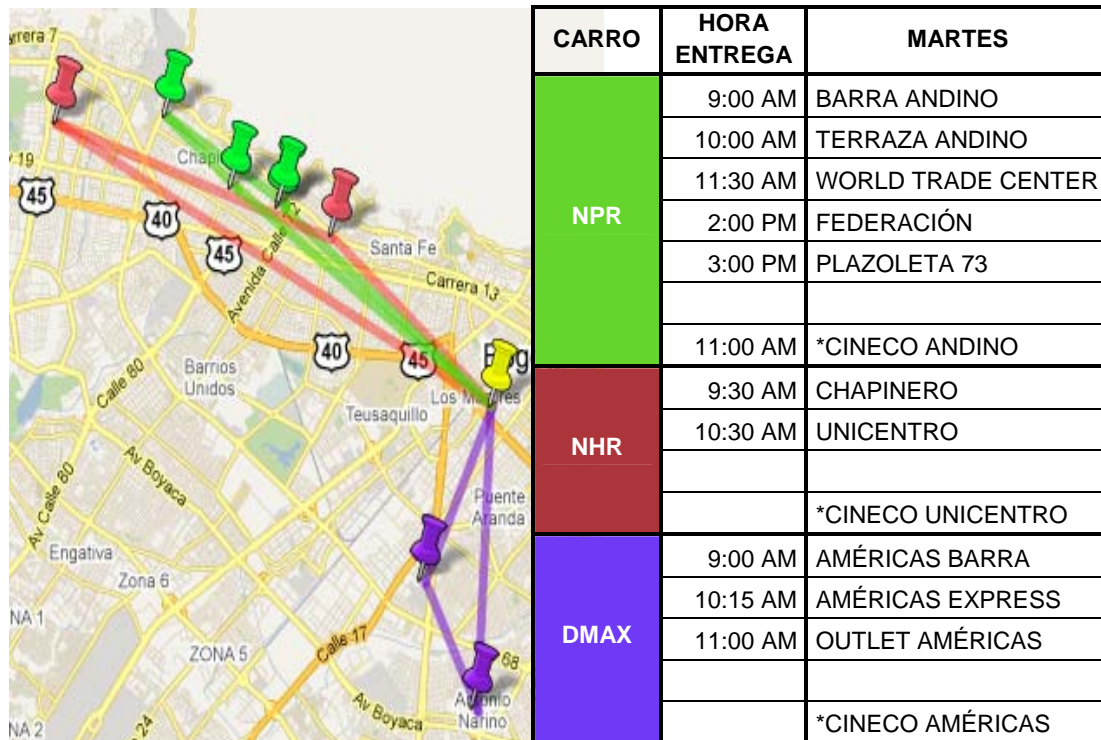 rrera 7
Chapi
19
45
40
Avenida Calle 72
45
Santa Fe
Carrera 13
40
45
Bog
Barrios
Unidos
Calle 80
Los M res
Teusaquillo
Av Boyaca
Av Calle 80
Puente
Aranda
Engativa
Zona 6
NA 1
ZONA 5
Calle 17
68
Antonio
Narino
Av Boyaca
NA 2
24
CARRO HORA ENTREGA MARTES
NPR
9:00 AM BARRA ANDINO
10:00 AM TERRAZA ANDINO
11:30 AM WORLD TRADE CENTER
2:00 PM FEDERACIÓN
3:00 PM PLAZOLETA 73
11:00 AM *CINECO ANDINO
NHR
9:30 AM CHAPINERO
10:30 AM UNICENTRO
*CINECO UNICENTRO
DMAX
9:00 AM AMÉRICAS BARRA
10:15 AM AMÉRICAS EXPRESS
11:00 AM OUTLET AMÉRICAS
*CINECO AMÉRICAS